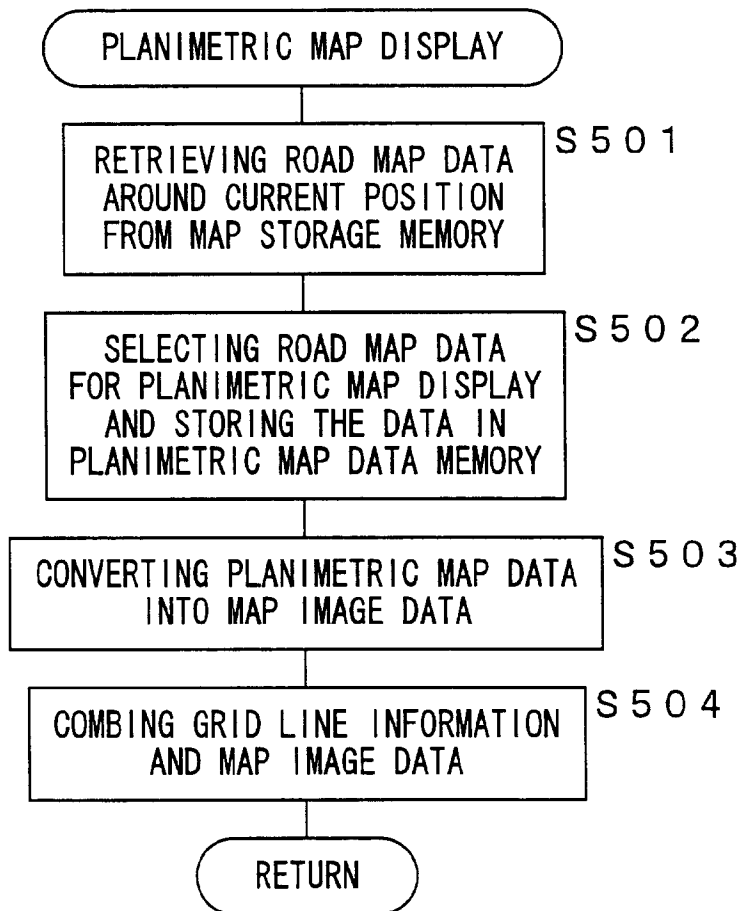 PLANIMETRIC MAP DISPLAY
S501
RETRIEVING ROAD MAP DATA
AROUND CURRENT POSITION
FROM MAP STORAGE MEMORY
S502
SELECTING ROAD MAP DATA
FOR PLANIMETRIC MAP DISPLAY
AND STORING THE DATA IN
PLANIMETRIC MAP DATA MEMORY
S503
CONVERTING PLANIMETRIC MAP DATA
INTO MAP IMAGE DATA
S504
COMBING GRID LINE INFORMATION
AND MAP IMAGE DATA
RETURN